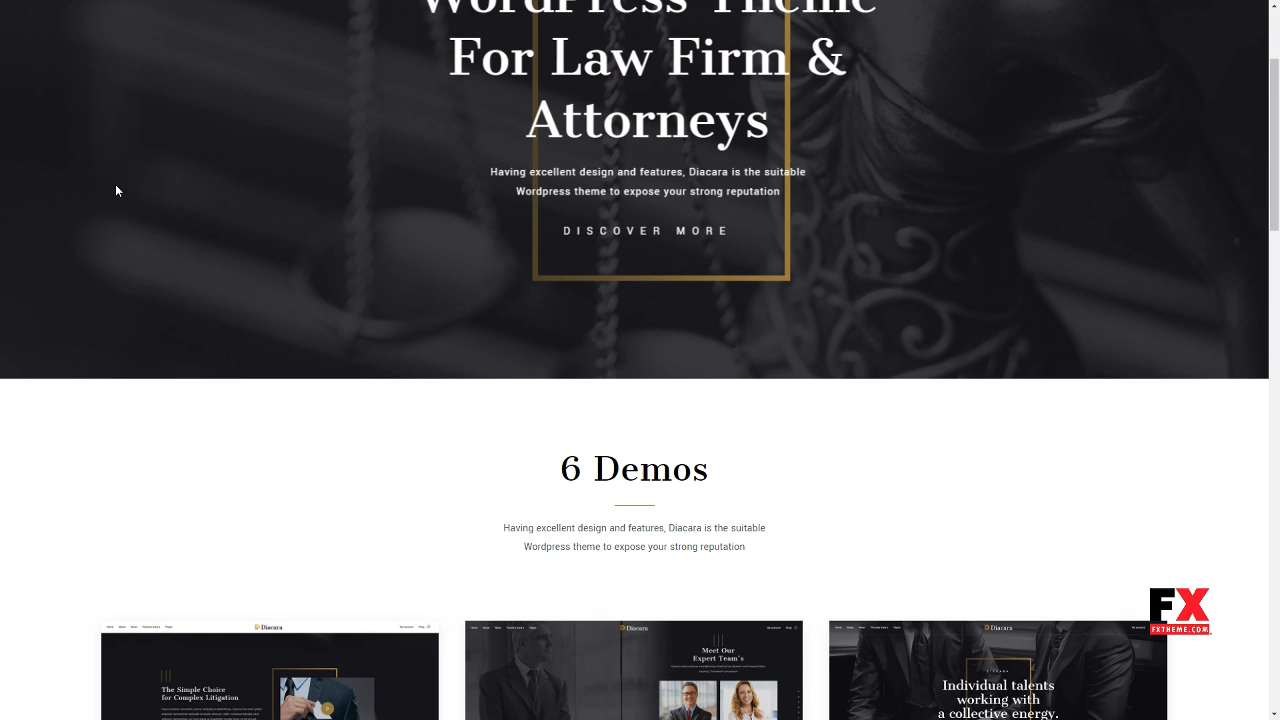 WordPress Theme
For Law Firm &
Attorneys
Having excellent design and features, Diacara is the suitable
Wordpress theme to expose your strong reputation
DISCOVER MORE
6 Demos
Having excellent design and features, Diacara is the suitable
Wordpress theme to expose your strong reputation
FX
FXTHEME.COM
Diacara
The Simple Choice
for Complex Litigation
Diacara
Meet Our
Expert Team's
Diacara
Individual talents
working with
a collective energy.